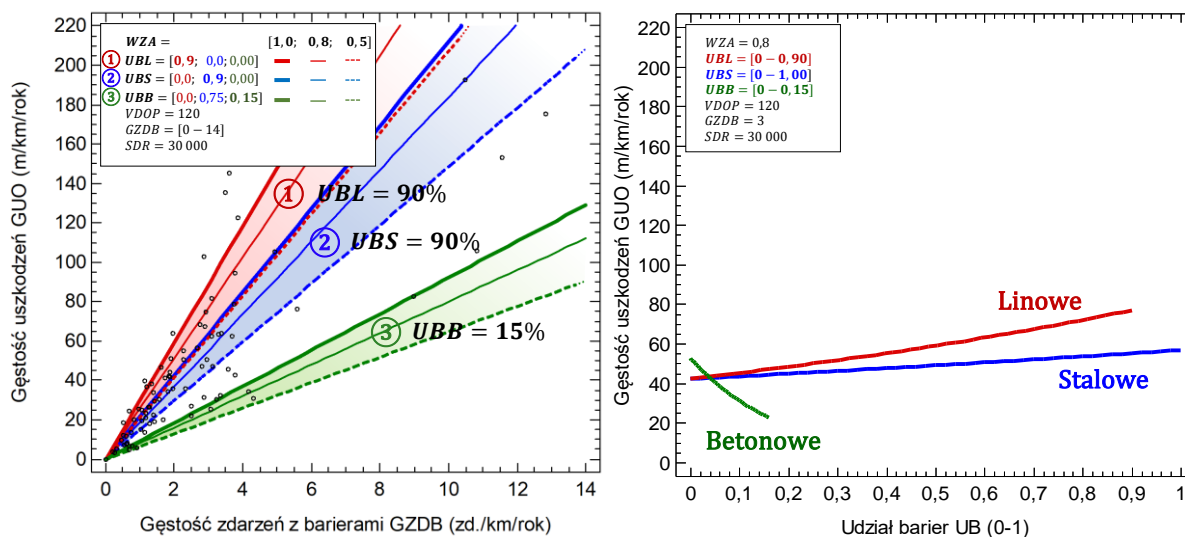 Gęstość uszkodzeń GUO (m/km/rok)
220
200
180
160
140
120
100
80
60
40
20
0
WZA = [1,0; 0,8; 0,5]
1 UBL = [0,9; 0,0; 0,00]
2 UBS = [0,0; 0,9; 0,00]
3 UBB = [0,0; 0,75; 0,15]
VDOP = 120
GZDB = [0 − 14]
SDR = 30 000
1 UBL = 90%
2 UBS = 90%
3 UBB = 15%
0 2 4 6 8 10 12 14
Gęstość zdarzeń z barierami GZDB (zd./km/rok)
Gęstość uszkodzeń GUO (m/km/rok)
220
200
180
160
140
120
100
80
60
40
20
0
WZA = 0,8
UBL = [0 − 0,90]
UBS = [0 − 1,00]
UBB = [0 − 0,15]
VDOP = 120
GZDB = 3
SDR = 30 000
Linowe
Stalowe
Betonowe
0 0,1 0,2 0,3 0,4 0,5 0,6 0,7 0,8 0,9 1
Udział barier UB (0-1)